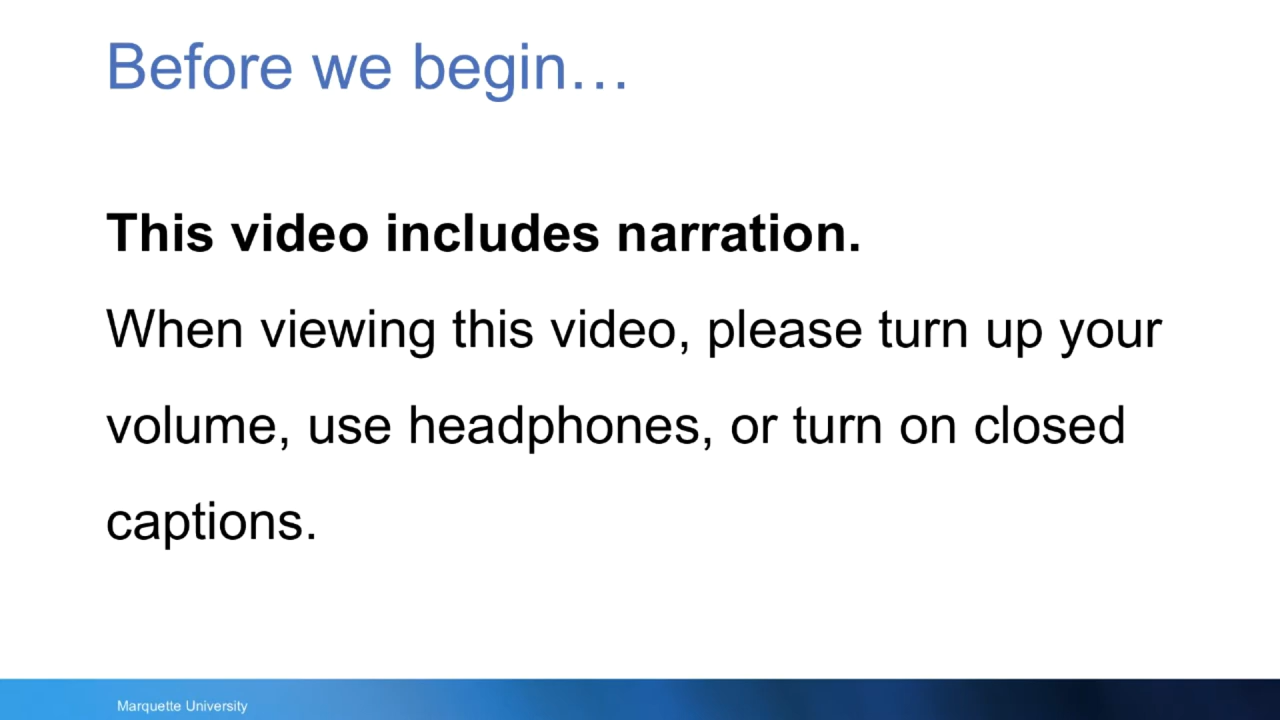 Before we begin…
This video includes narration.
When viewing this video, please turn up your
volume, use headphones, or turn on closed
captions.
Marquette University